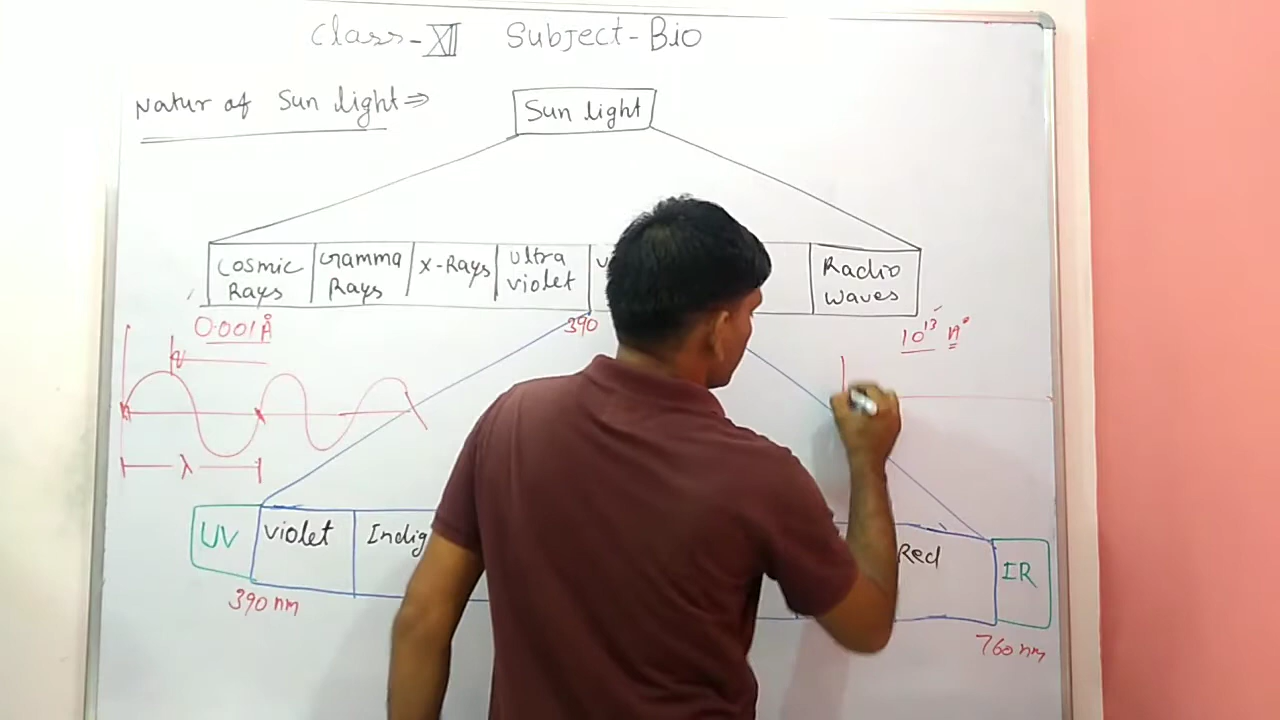 Class-XII Subject-Bio
Natur of Sun light⇒
Sun light
Cosmic Rays
Gramma Rays
X-Rays
Ultra violet
Radio waves
0.001Å
390
10¹³ A°
λ
UV
Violet
Indig
Red
IR
390 nm
760 nm